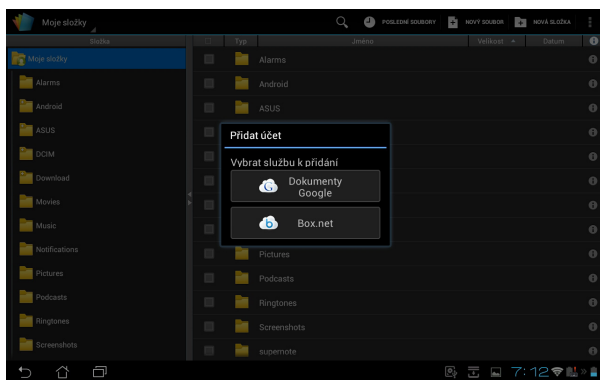 Moje složky
POSLEDNÍ SOUBORY
NOVÝ SOUBOR
NOVÁ SLOŽKA
Složka
Typ
Jméno
Velikost
Datum
Moje složky
Alarms
Android
ASUS
DCIM
Download
Movies
Music
Notifications
Pictures
Podcasts
Ringtones
Screenshots
Alarms
Android
ASUS
Přidat účet
Vybrat službu k přidání
Dokumenty
Google
Box.net
Pictures
Podcasts
Ringtones
Screenshots
supernote
7:12